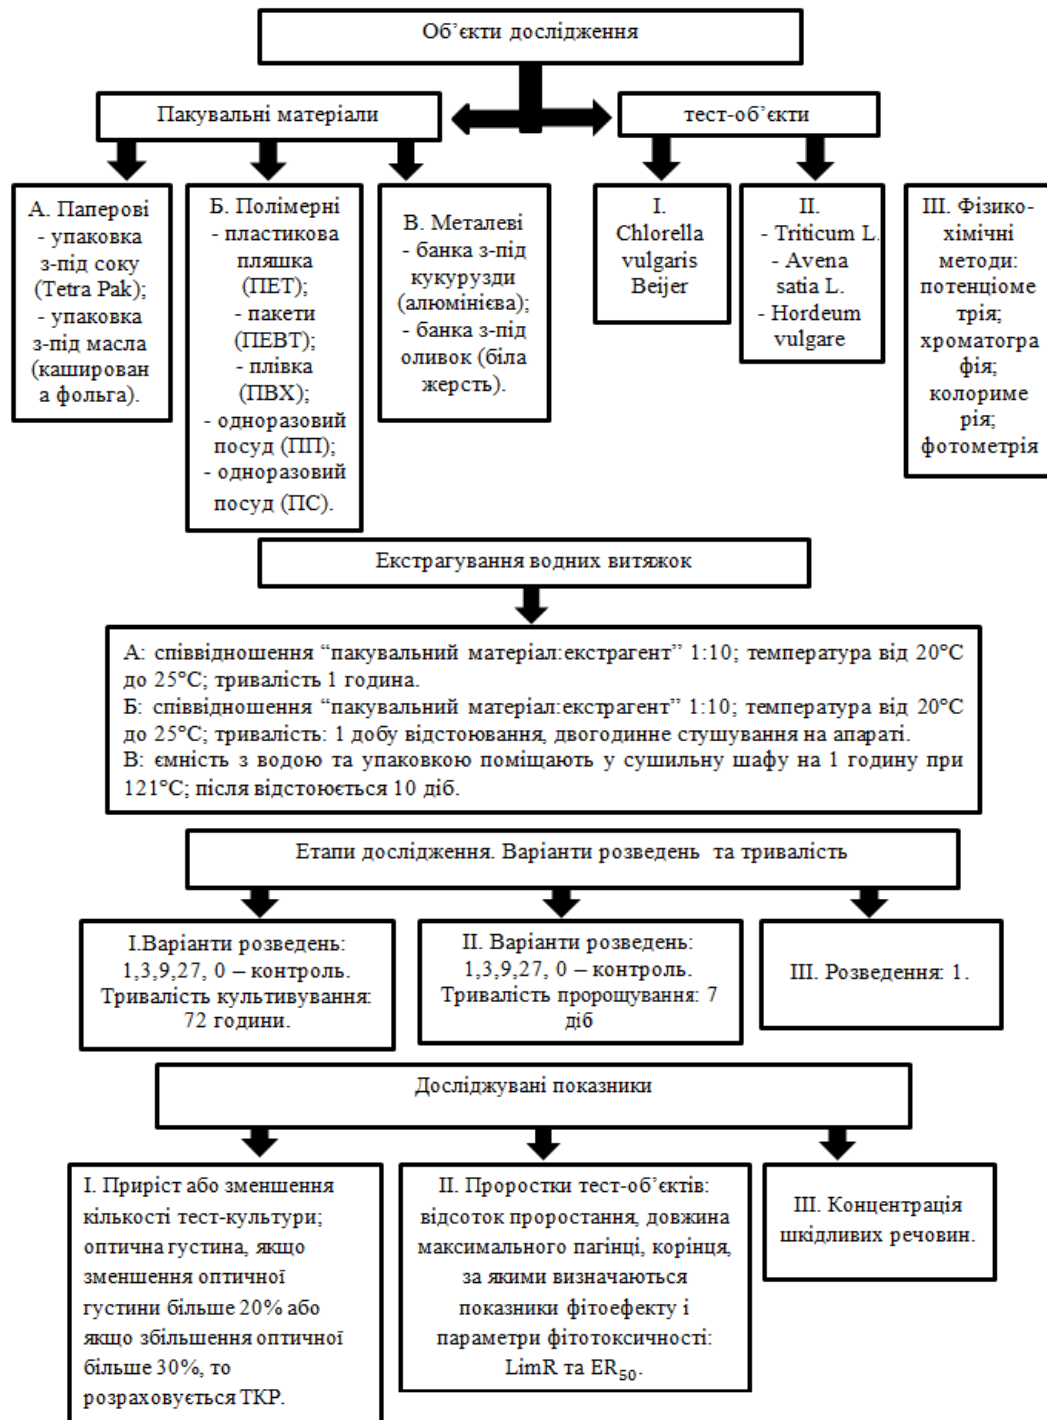 Об’єкти дослідження
Пакувальні матеріали
тест-об’єкти
А. Паперові
- упаковка
з-під соку
(Tetra Pak);
- упаковка
з-під масла
(каширован
а фольга).
Б. Полімерні
- пластикова
пляшка
(ПЕТ);
- пакети
(ПЕВТ);
- плівка
(ПВХ);
- одноразовий
посуд (ПП);
- одноразовий
посуд (ПС).
В. Металеві
- банка з-під
кукурузди
(алюмінієва);
- банка з-під
оливок (біла
жерсть).
I.
Chlorella
vulgaris
Beijer
II.
- Triticum L.
- Avena
satia L.
- Hordeum
vulgare
III. Фізико-
хімічні
методи:
потенціоме
трія;
хроматогра
фія;
колориме
рія;
фотометрія
Екстрагування водних витяжок
А: співвідношення “пакувальний матеріал:екстрагент” 1:10; температура від 20°C
до 25°C; тривалість 1 година.
Б: співвідношення “пакувальний матеріал:екстрагент” 1:10; температура від 20°C
до 25°C; тривалість: 1 добу відстоювання, двогодинне стушування на апараті.
В: ємність з водою та упаковкою поміщають у сушильну шафу на 1 годину при
121°C; після відстоюється 10 діб.
Етапи дослідження. Варіанти розведень та тривалість
I.Варіанти розведень:
1,3,9,27, 0 – контроль.
Тривалість культивування:
72 години.
II. Варіанти розведень:
1,3,9,27, 0 – контроль.
Тривалість пророщування: 7
діб
III. Розведення: 1.
Досліджувані показники
I. Приріст або зменшення
кількості тест-культури;
оптична густина, якщо
зменшення оптичної
густини більше 20% або
якщо збільшення оптичної
більше 30%, то
розраховується ТКР.
II. Проростки тест-об’єктів:
відсоток проростання, довжина
максимального пагінці, корінця,
за якими визначаються
показники фітоефекту і
параметри фітотоксичності:
LimR та ER₅₀.
III. Концентрація
шкідливих речовин.